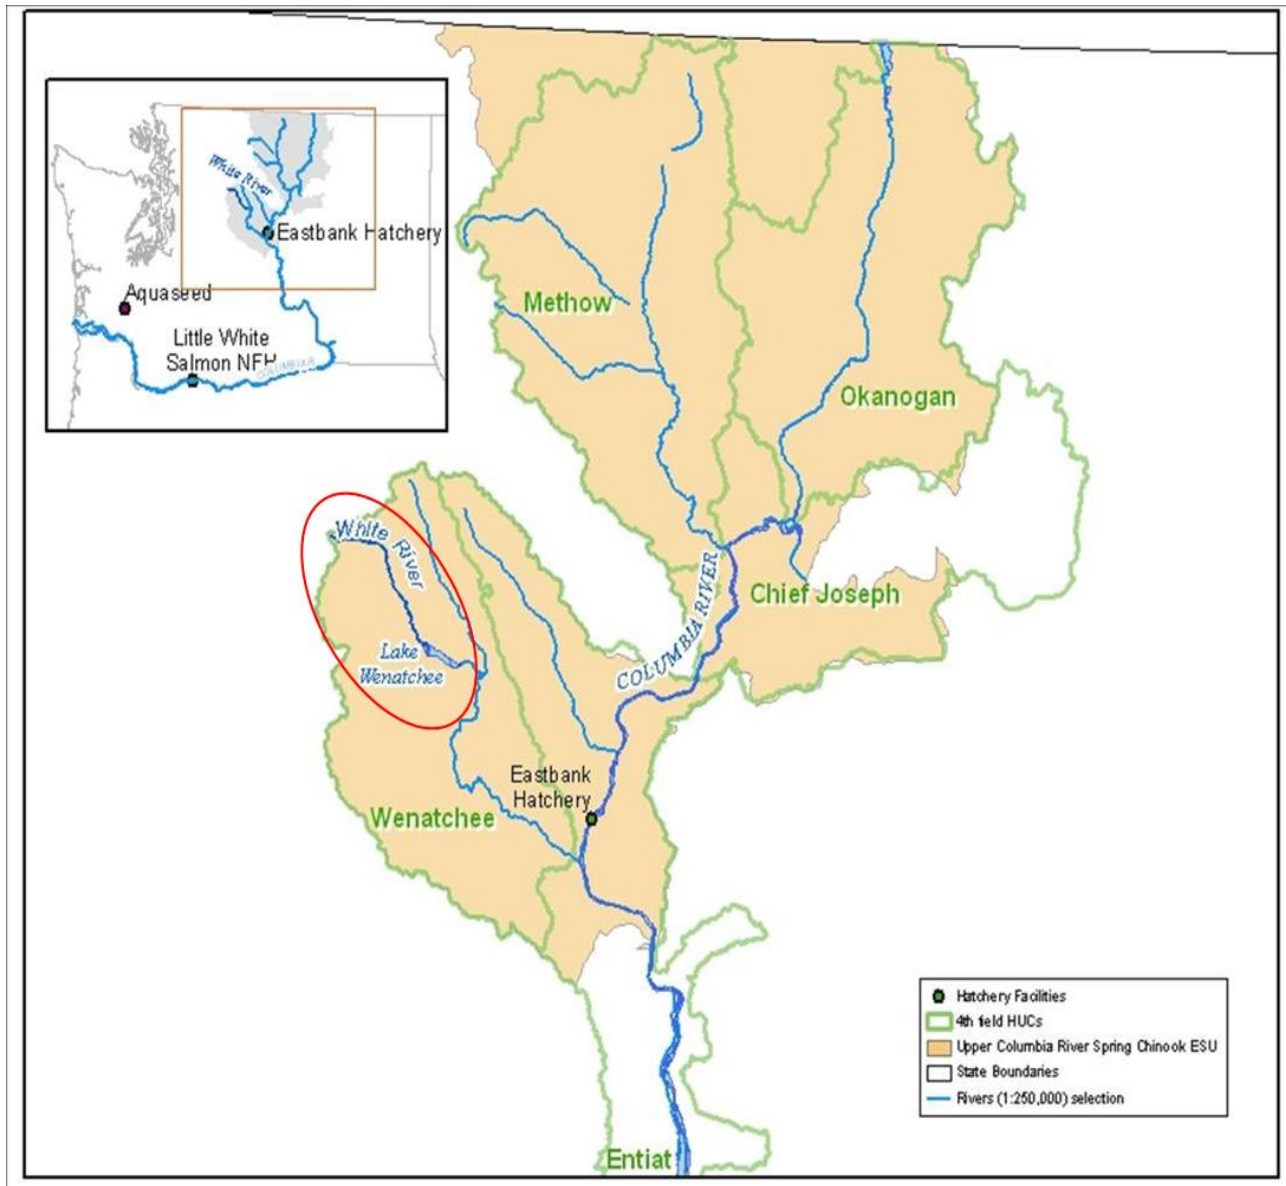 White River
Eastbank Hatchery
Aquaseed
Little White
Salmon NFH
COLUMBIA R
Methow
Okanogan
White River
COLUMBIA RIVER
Chief Joseph
Lake
Wenatchee
Eastbank
Hatchery
Wenatchee
Entiat
Hatchery Facilities
4th field HUCs
Upper Columbia River Spring Chinook ESU
State Boundaries
Rivers (1:250,000) selection